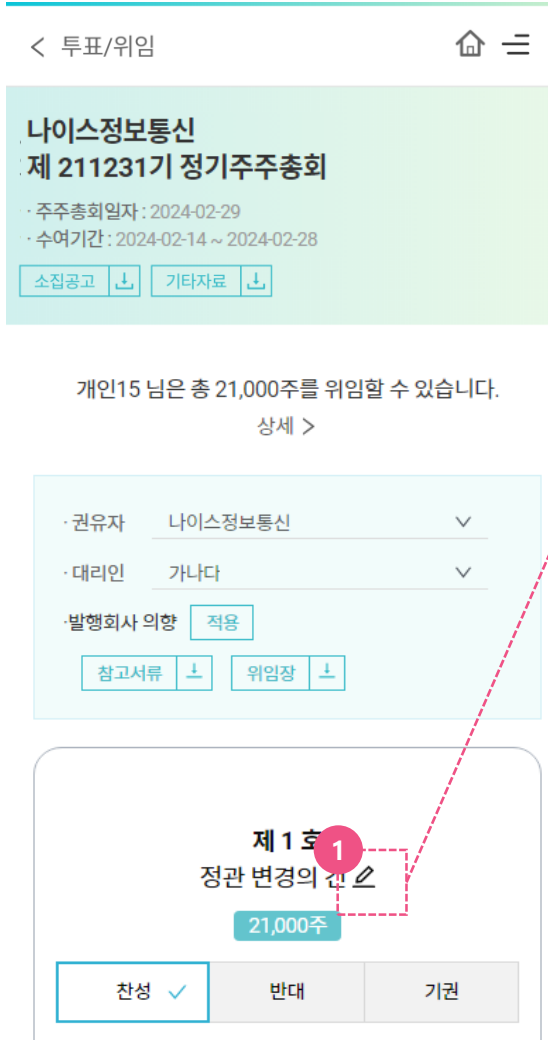 투표/위임
나이스정보통신
제 211231기 정기주주총회
· 주주총회일자 : 2024-02-29
· 수여기간 : 2024-02-14 ~ 2024-02-28
소집공고 기타자료
개인15 님은 총 21,000주를 위임할 수 있습니다.
상세 >
· 권유자 나이스정보통신
· 대리인 가나다
·발행회사 의향 적용
참고서류 위임장
제 1 호
1
정관 변경의 건
21,000주
찬성 반대 기권